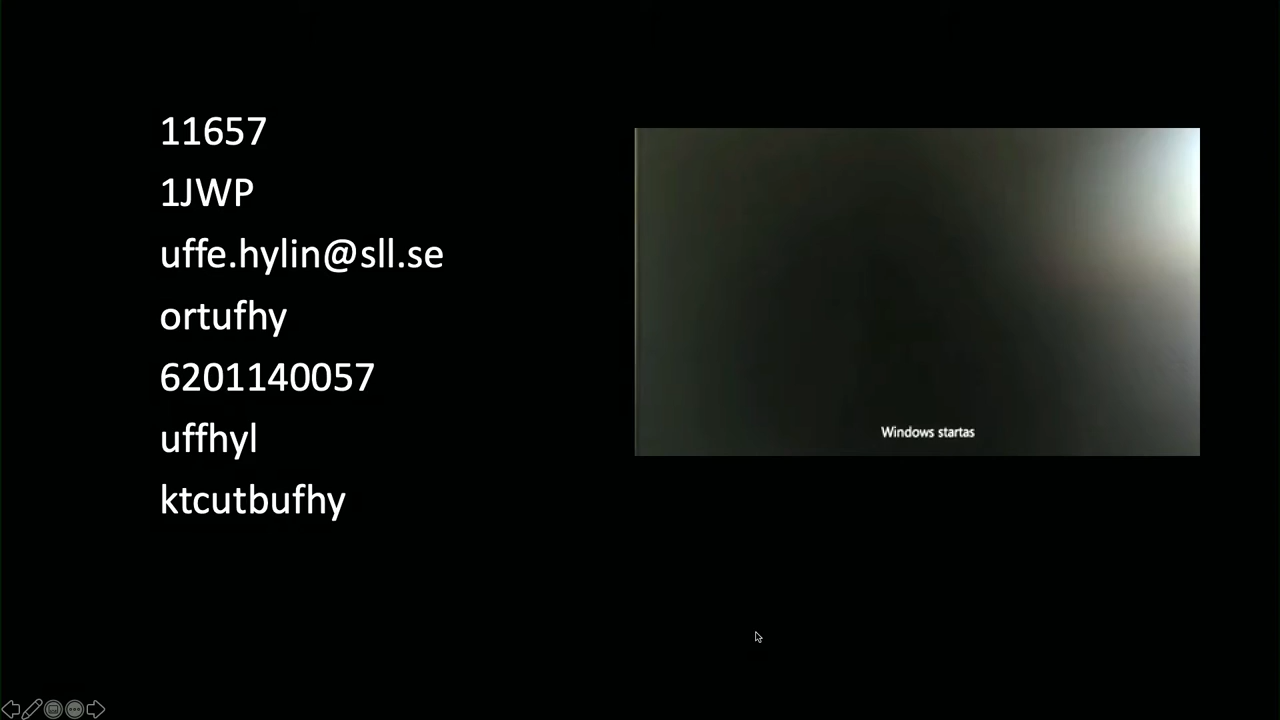 11657
1JWP
uffe.hylin@sll.se
ortufhy
6201140057
uffhyl
ktcutbufhy
Windows startas